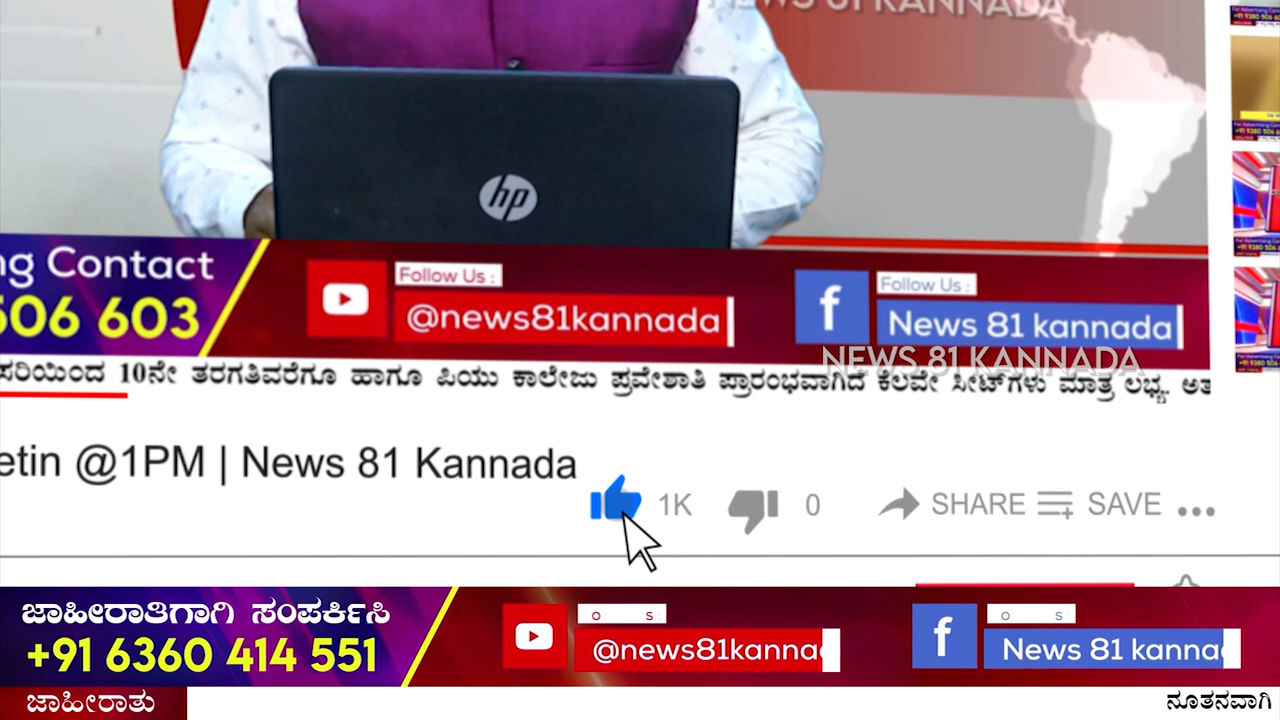 NEWS 81 KANNADA
hp
ng Contact
506 603
Follow Us :
@news81kannada
Follow Us :
News 81 kannada
NEWS 81 KANNADA
ಸರಿಯಿಂದ 10ನೇ ತರಗತಿವರೆಗೂ ಹಾಗೂ ಪಿಯು ಕಾಲೇಜು ಪ್ರವೇಶಾತಿ ಪ್ರಾರಂಭವಾಗಿದೆ ಕೆಲವೇ ಸೀಟ್‌ಗಳು ಮಾತ್ರ ಲಭ್ಯ. ಅತ
etin @1PM | News 81 Kannada
1K 0 SHARE SAVE ...
ಜಾಹೀರಾತಿಗಾಗಿ ಸಂಪರ್ಕಿಸಿ
+91 6360 414 551
o s
@news81kanna
o s
News 81 kanna
ಜಾಹೀರಾತು
ನೂತನವಾಗಿ